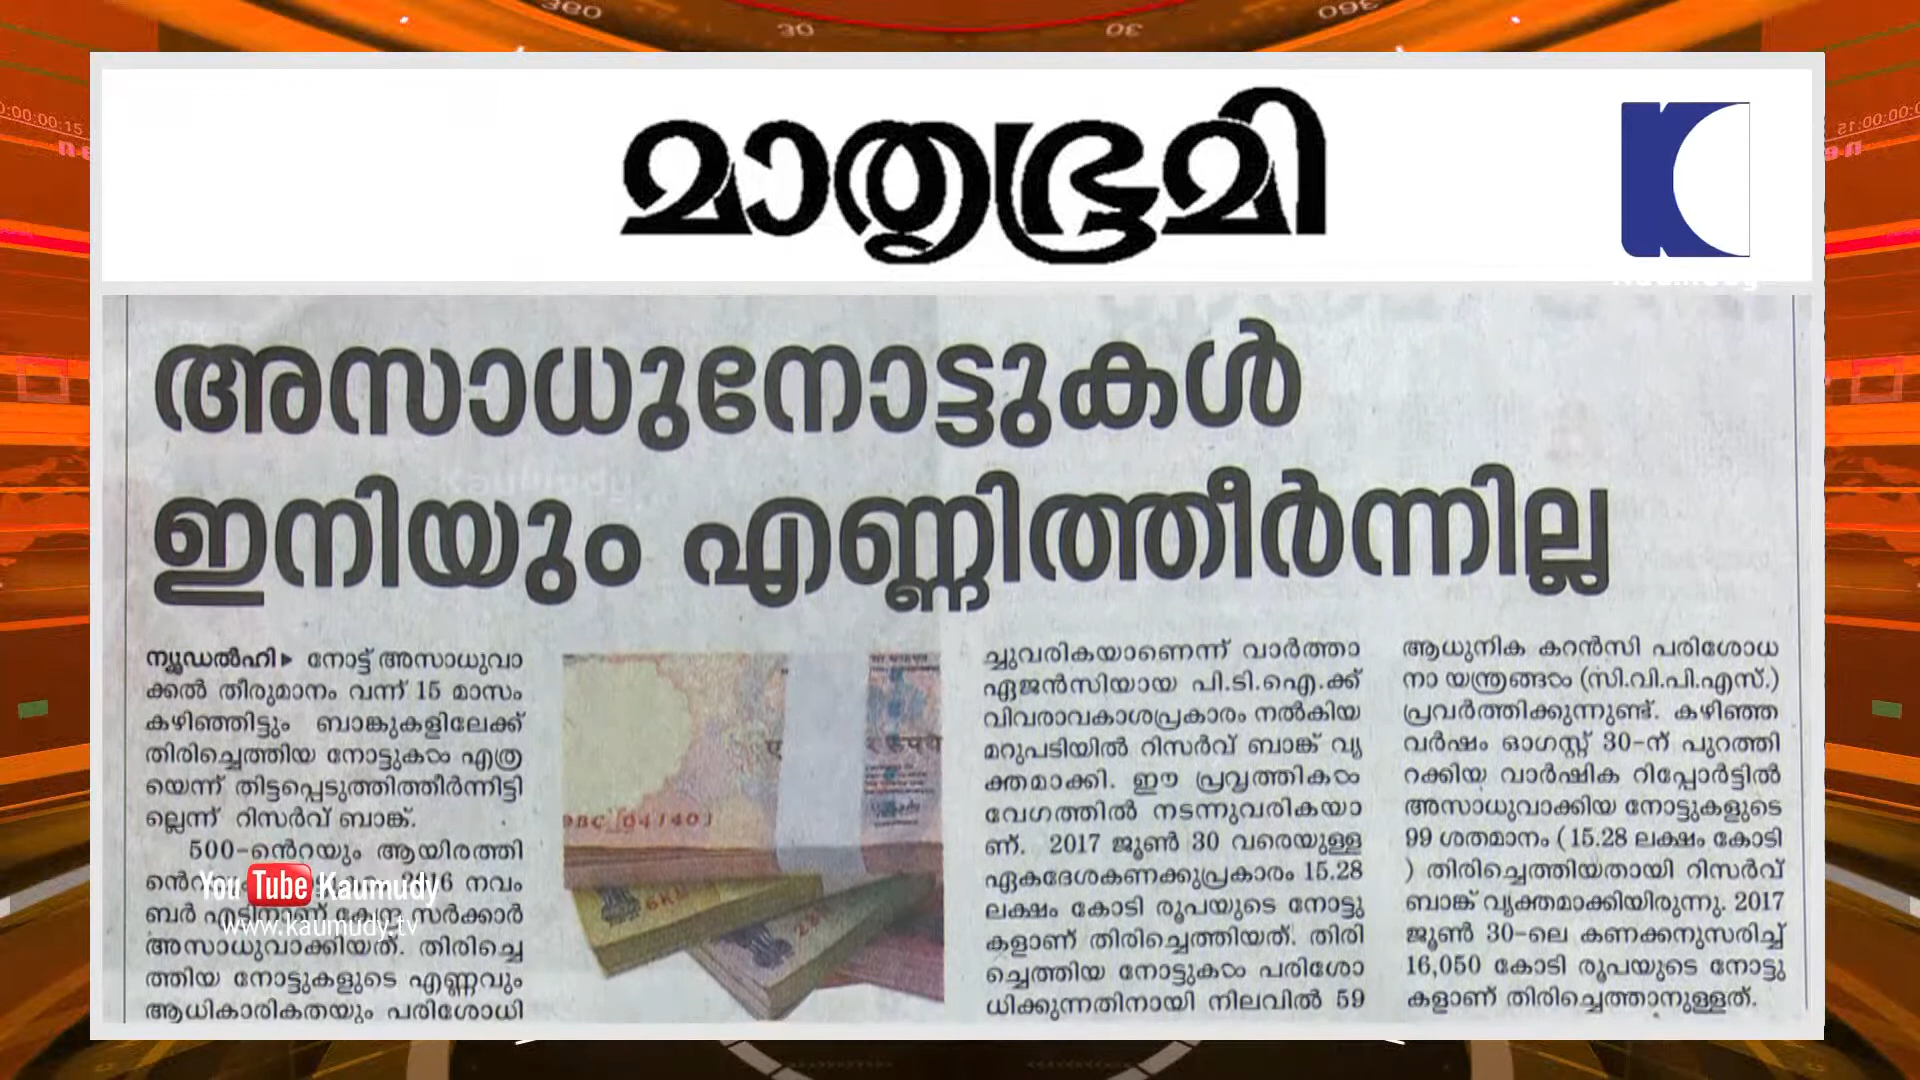 മാതൃഭൂമി
അസാധുനോട്ടുകൾ
ഇനിയും എണ്ണിത്തീർന്നില്ല
ന്യൂഡൽഹി▸ നോട്ട് അസാധുവാ
ക്കൽ തീരുമാനം വന്ന് 15 മാസം
കഴിഞ്ഞിട്ടും ബാങ്കുകളിലേക്ക്
തിരിച്ചെത്തിയ നോട്ടുകൾ എത്ര
യെന്ന് തിട്ടപ്പെടുത്തിത്തീർന്നിട്ടി
ല്ലെന്ന് റിസർവ് ബാങ്ക്.
500-ന്റെയും ആയിരത്തി
നവം
ബർ എട്ടിനാണ് കേന്ദ്ര സർക്കാർ
അസാധുവാക്കിയത്. തിരിച്ചെ
ത്തിയ നോട്ടുകളുടെ എണ്ണവും
ആധികാരികതയും പരിശോധി
ച്ചുവരികയാണെന്ന് വാർത്താ
ഏജൻസിയായ പി.ടി.ഐ.ക്ക്
വിവരാവകാശപ്രകാരം നൽകിയ
മറുപടിയിൽ റിസർവ് ബാങ്ക് വ്യ
ക്തമാക്കി. ഈ പ്രവൃത്തികൾ
വേഗത്തിൽ നടന്നുവരികയാ
ണ്. 2017 ജൂൺ 30 വരെയുള്ള
ഏകദേശകണക്കുപ്രകാരം 15.28
ലക്ഷം കോടി രൂപയുടെ നോട്ടു
കളാണ് തിരിച്ചെത്തിയത്. തിരി
ച്ചെത്തിയ നോട്ടുകൾ പരിശോ
ധിക്കുന്നതിനായി നിലവിൽ 59
ആധുനിക കറൻസി പരിശോധ
നാ യന്ത്രങ്ങൾ (സി.വി.പി.എസ്.)
പ്രവർത്തിക്കുന്നുണ്ട്. കഴിഞ്ഞ
വർഷം ഓഗസ്റ്റ് 30-ന് പുറത്തി
റക്കിയ വാർഷിക റിപ്പോർട്ടിൽ
അസാധുവാക്കിയ നോട്ടുകളുടെ
99 ശതമാനം (15.28 ലക്ഷം കോടി
) തിരിച്ചെത്തിയതായി റിസർവ്
ബാങ്ക് വ്യക്തമാക്കിയിരുന്നു. 2017
ജൂൺ 30-ലെ കണക്കനുസരിച്ച്
16,050 കോടി രൂപയുടെ നോട്ടു
കളാണ് തിരിച്ചെത്താനുള്ളത്.
You Tube Kaumudy
www.kaumudy.tv